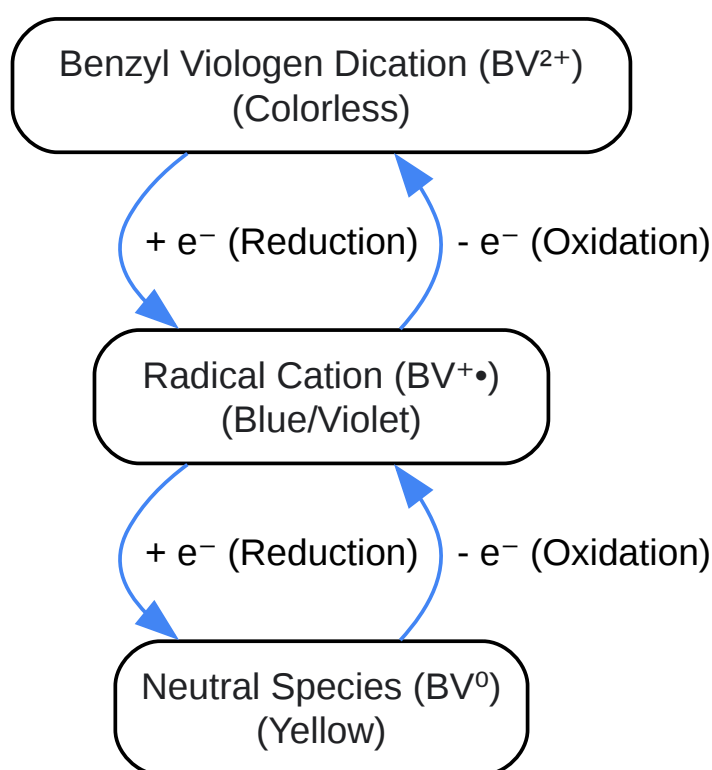 Benzyl Viologen Dication (BV²⁺)
(Colorless)
+ e⁻ (Reduction)
- e⁻ (Oxidation)
Radical Cation (BV⁺•)
(Blue/Violet)
+ e⁻ (Reduction)
- e⁻ (Oxidation)
Neutral Species (BV⁰)
(Yellow)